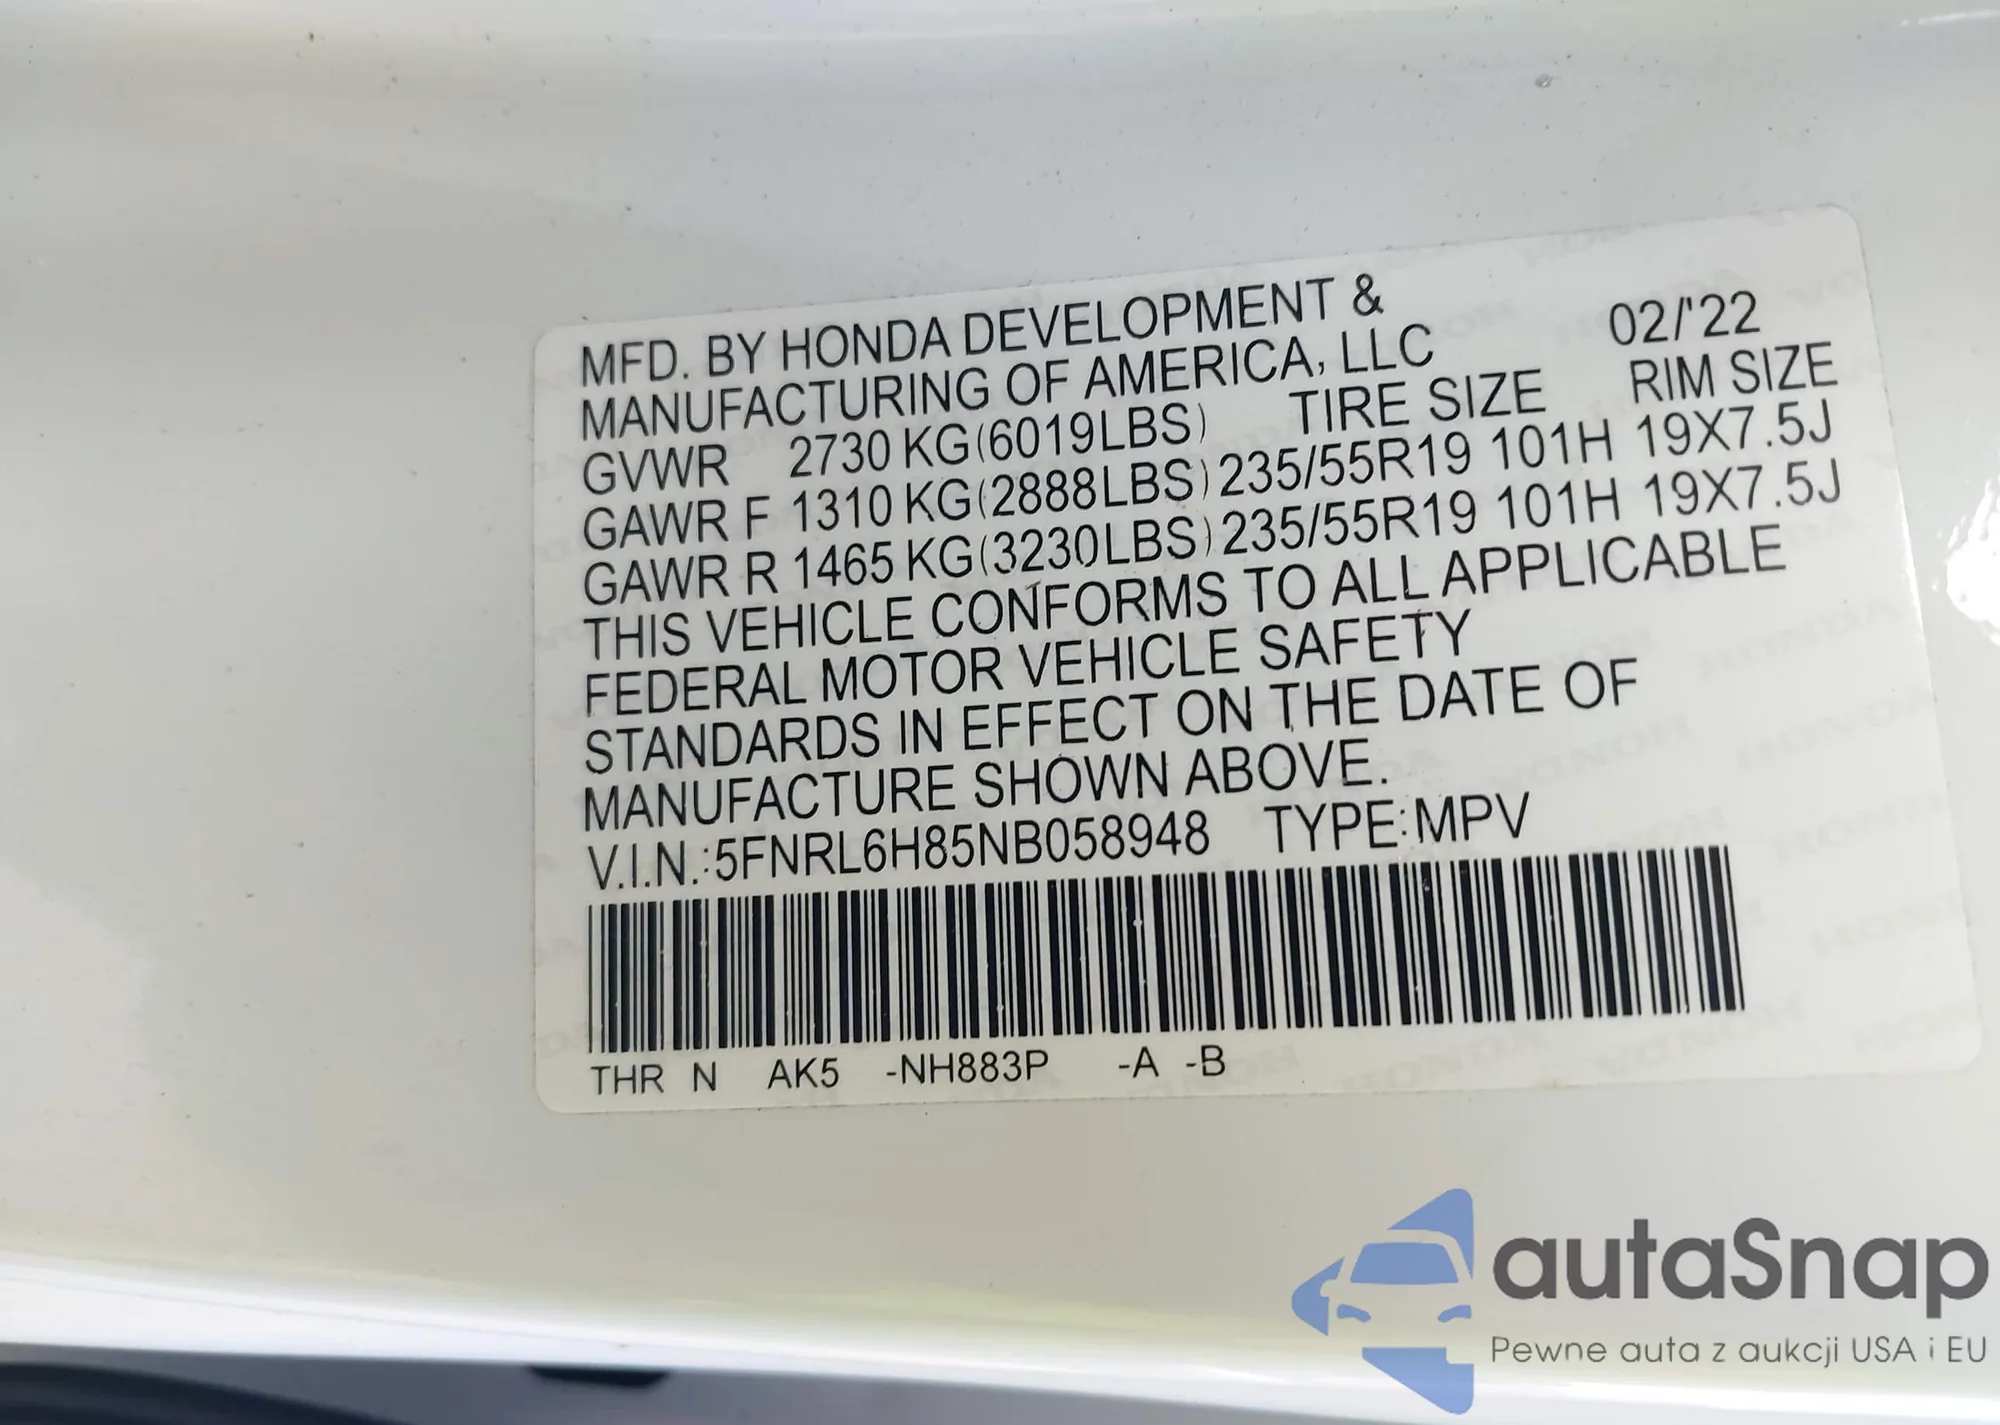 MFD. BY HONDA DEVELOPMENT &
MANUFACTURING OF AMERICA, LLC 02/'22
GVWR 2730 KG(6019LBS) TIRE SIZE RIM SIZE
GAWR F 1310 KG(2888LBS) 235/55R19 101H 19X7.5J
GAWR R 1465 KG(3230LBS) 235/55R19 101H 19X7.5J
THIS VEHICLE CONFORMS TO ALL APPLICABLE
FEDERAL MOTOR VEHICLE SAFETY
STANDARDS IN EFFECT ON THE DATE OF
MANUFACTURE SHOWN ABOVE.
V.I.N.:5FNRL6H85NB058948 TYPE:MPV
THR N AK5 -NH883P -A -B
autaSnap
Pewne auta z aukcji USA i EU